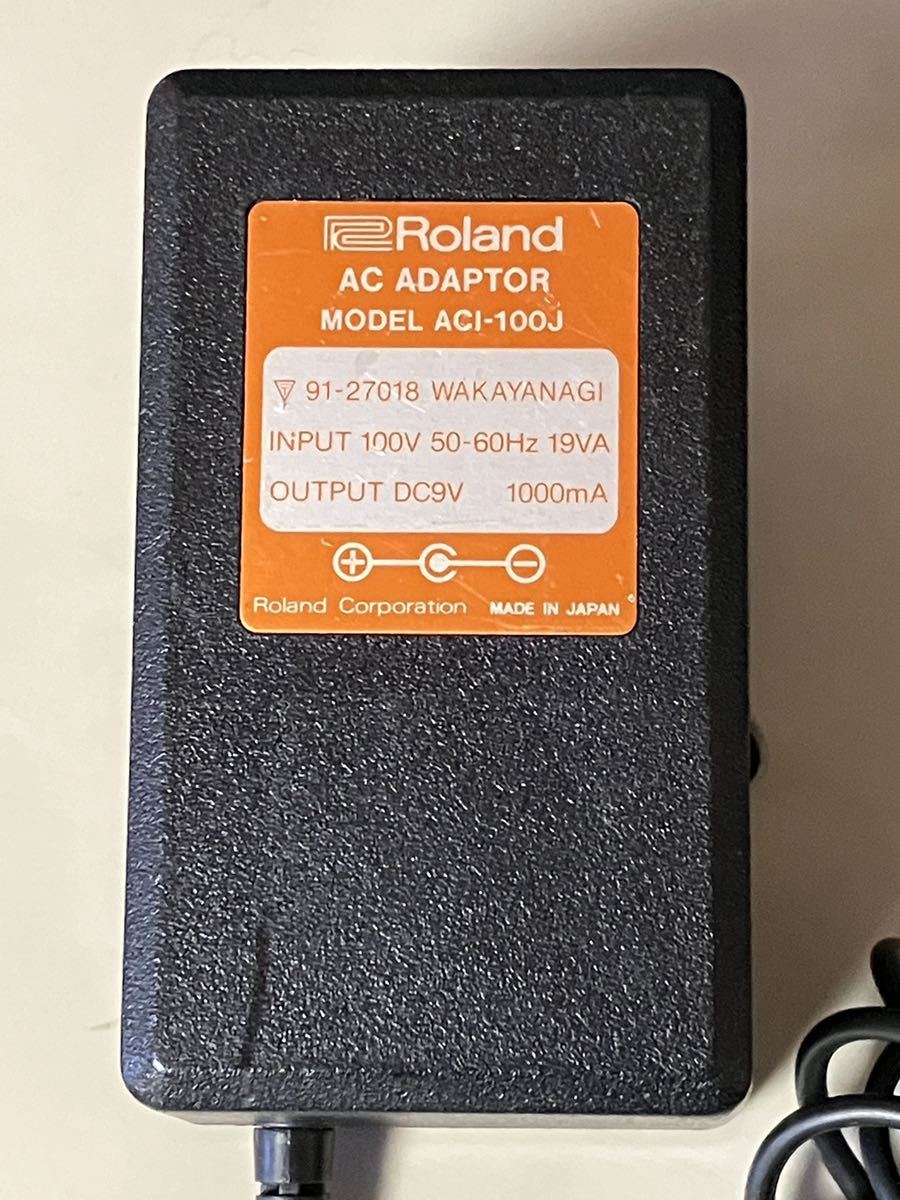 Roland
AC ADAPTOR
MODEL ACI-100J
91-27018 WAKAYANAGI
INPUT 100V 50-60Hz 19VA
OUTPUT DC9V 1000mA
Roland Corporation MADE IN JAPAN